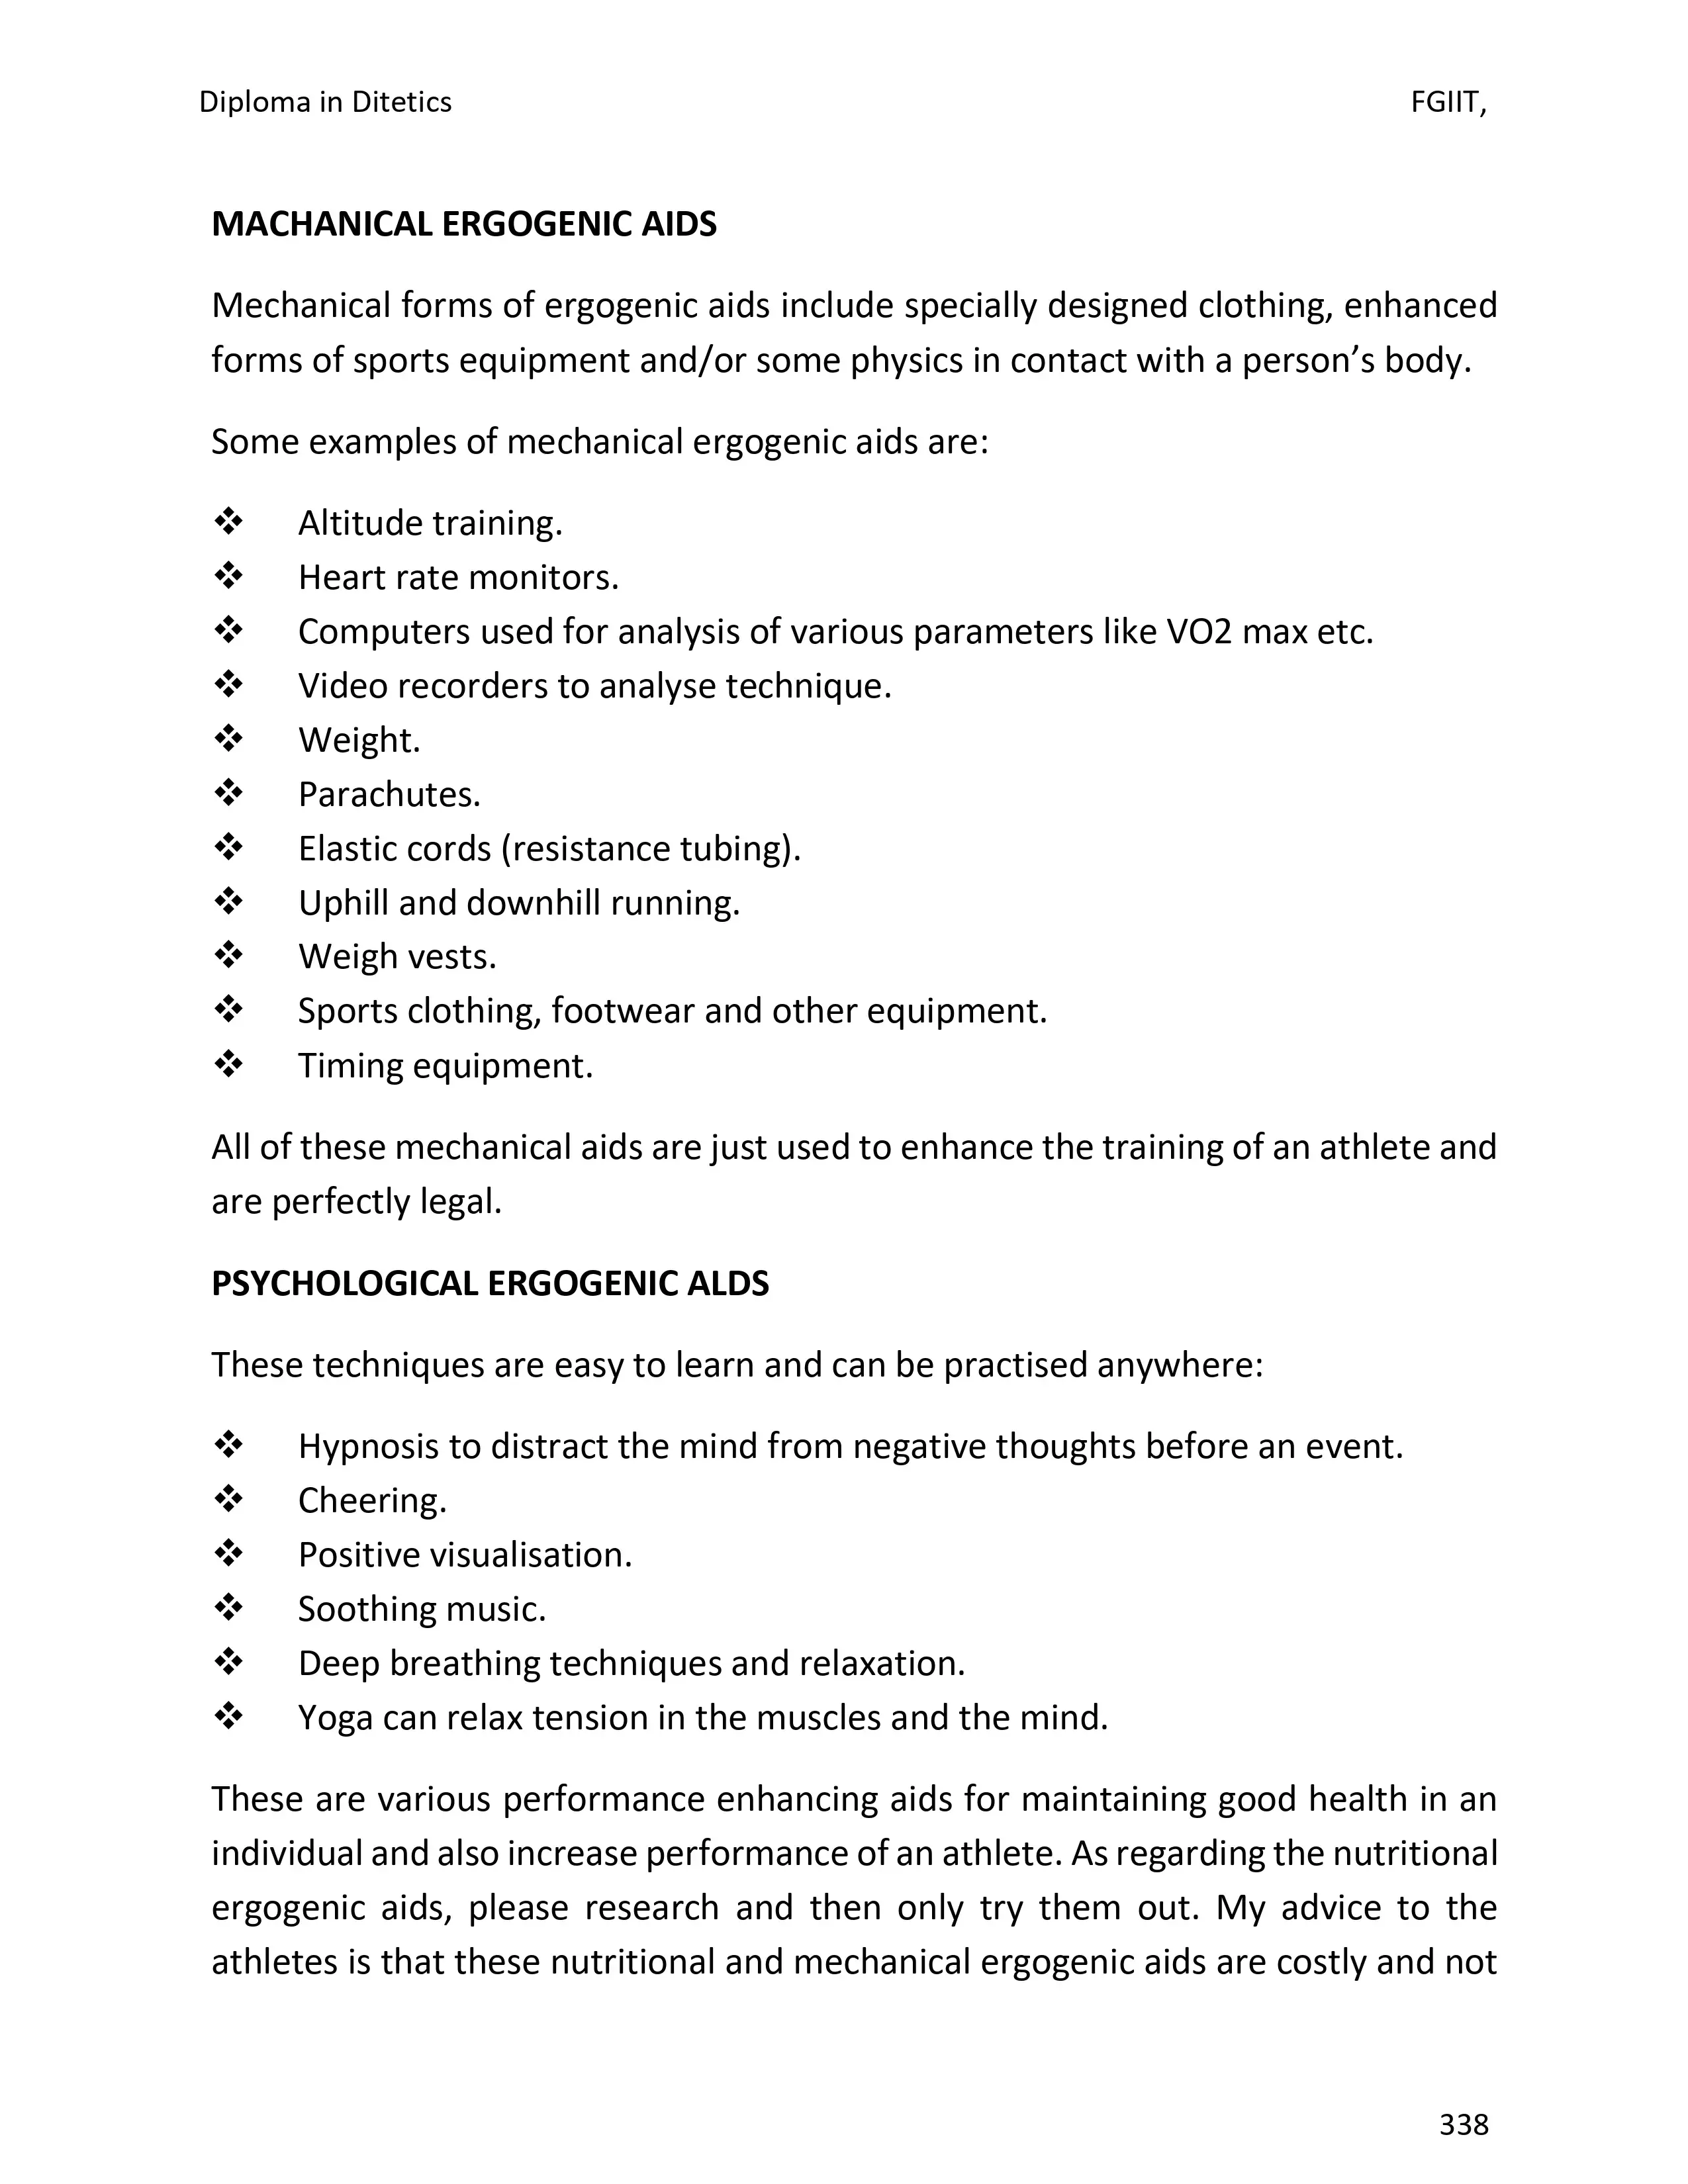 Diploma in Ditetics FGIIT,
MACHANICAL ERGOGENIC AIDS
Mechanical forms of ergogenic aids include specially designed clothing, enhanced
forms of sports equipment and/or some physics in contact with a person’s body.
Some examples of mechanical ergogenic aids are:
❖ Altitude training.
❖ Heart rate monitors.
❖ Computers used for analysis of various parameters like VO2 max etc.
❖ Video recorders to analyse technique.
❖ Weight.
❖ Parachutes.
❖ Elastic cords (resistance tubing).
❖ Uphill and downhill running.
❖ Weigh vests.
❖ Sports clothing, footwear and other equipment.
❖ Timing equipment.
All of these mechanical aids are just used to enhance the training of an athlete and
are perfectly legal.
PSYCHOLOGICAL ERGOGENIC ALDS
These techniques are easy to learn and can be practised anywhere:
❖ Hypnosis to distract the mind from negative thoughts before an event.
❖ Cheering.
❖ Positive visualisation.
❖ Soothing music.
❖ Deep breathing techniques and relaxation.
❖ Yoga can relax tension in the muscles and the mind.
These are various performance enhancing aids for maintaining good health in an
individual and also increase performance of an athlete. As regarding the nutritional
ergogenic aids, please research and then only try them out. My advice to the
athletes is that these nutritional and mechanical ergogenic aids are costly and not
338